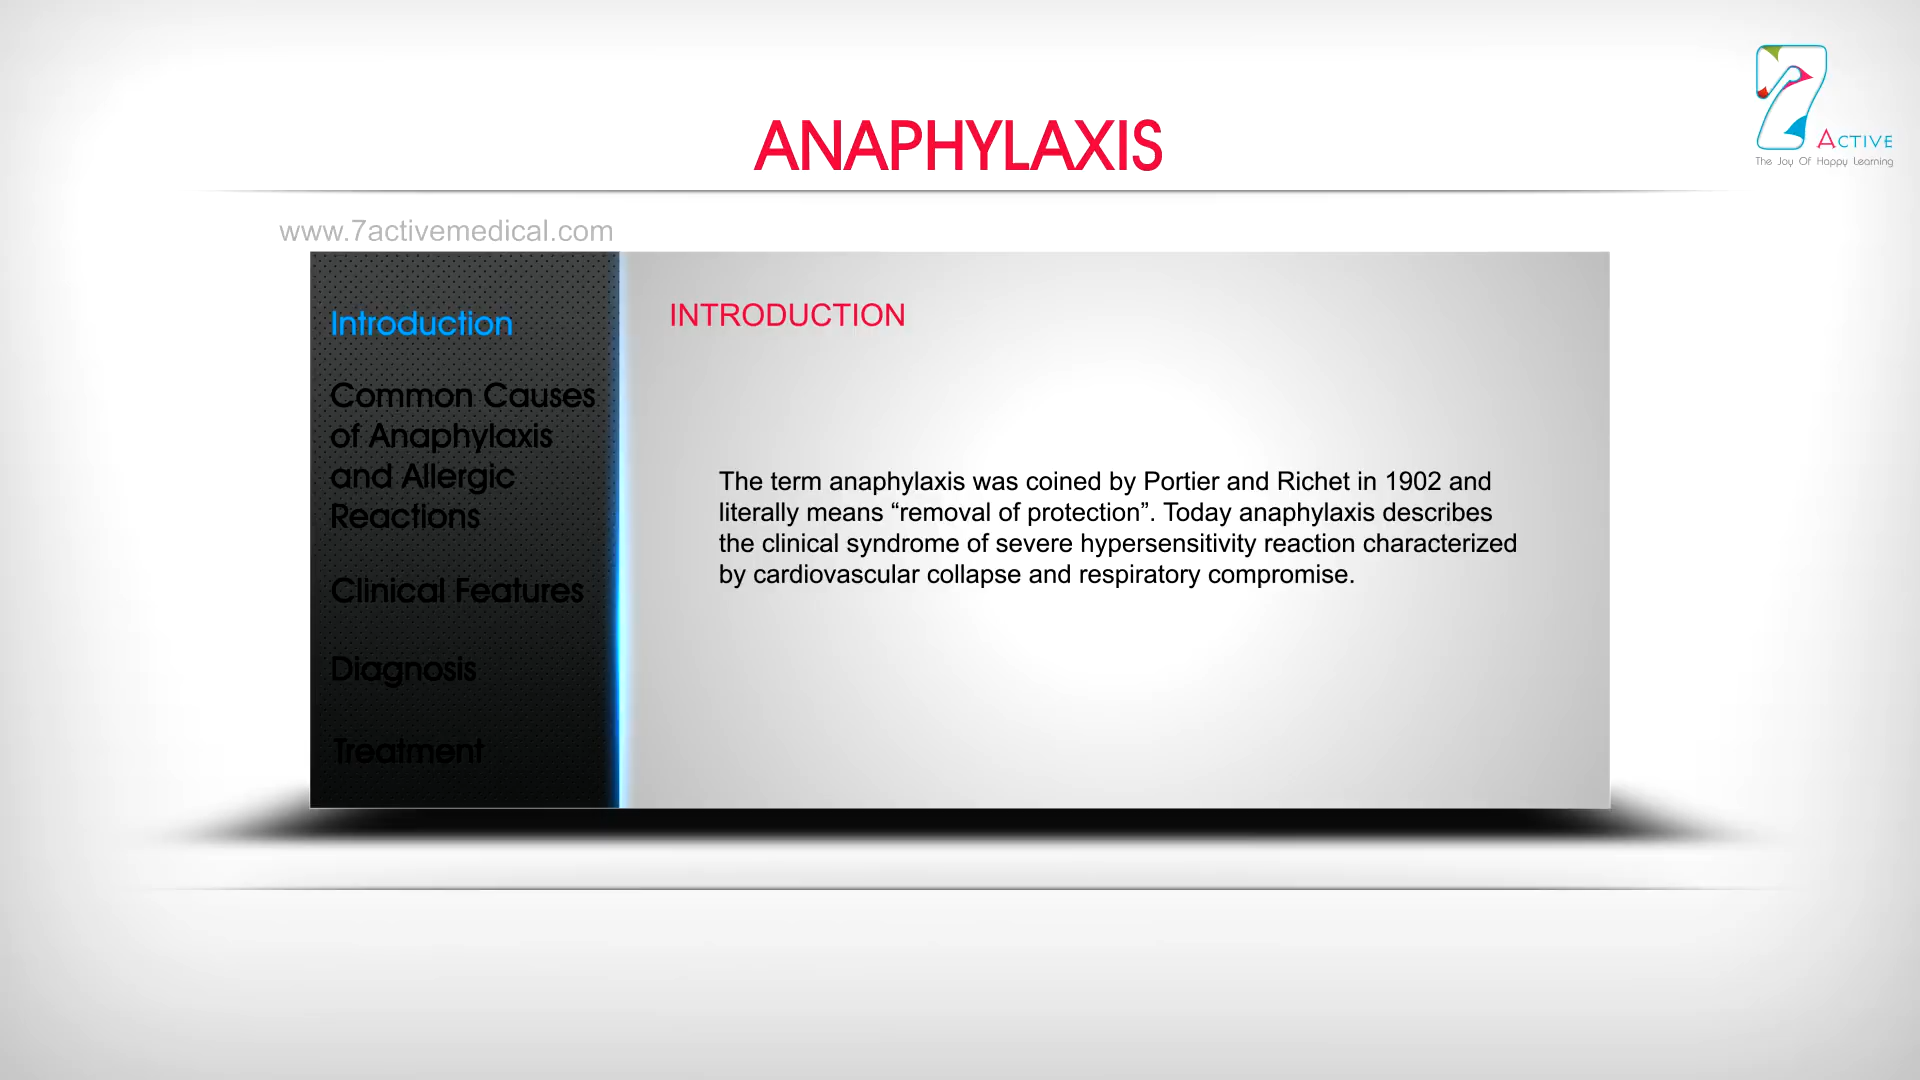 ANAPHYLAXIS
ACTIVE
The Joy Of Happy Learning
www.7activemedical.com
Introduction
Common Causes
of Anaphylaxis
and Allergic
Reactions
Clinical Features
Diagnosis
Treatment
INTRODUCTION
The term anaphylaxis was coined by Portier and Richet in 1902 and
literally means “removal of protection”. Today anaphylaxis describes
the clinical syndrome of severe hypersensitivity reaction characterized
by cardiovascular collapse and respiratory compromise.